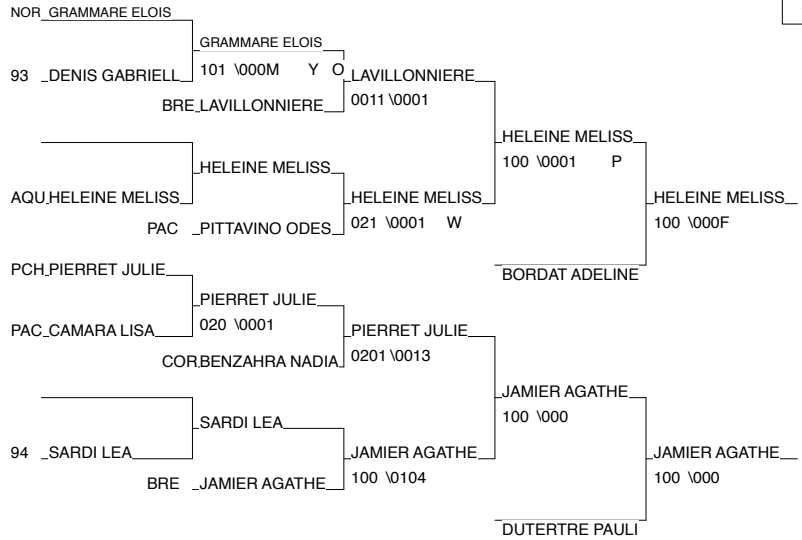 NOR GRAMMARE ELOIS
GRAMMARE ELOIS
93 DENIS GABRIELL
101 \000M Y O
LAVILLONNIERE
BRE LAVILLONNIERE
0011 \0001
HELEINE MELISS
100 \0001 P
HELEINE MELISS
AQU HELEINE MELISS
HELEINE MELISS
HELEINE MELISS
100 \000F
PAC PITTAVINO ODES
021 \0001 W
PCH PIERRET JULIE
BORDAT ADELINE
PIERRET JULIE
020 \0001
PAC CAMARA LISA
PIERRET JULIE
COR BENZAHRA NADIA
0201 \0013
JAMIER AGATHE
100 \000
SARDI LEA
94 SARDI LEA
JAMIER AGATHE
JAMIER AGATHE
100 \0104
100 \000
BRE JAMIER AGATHE
DUTERTRE PAULI